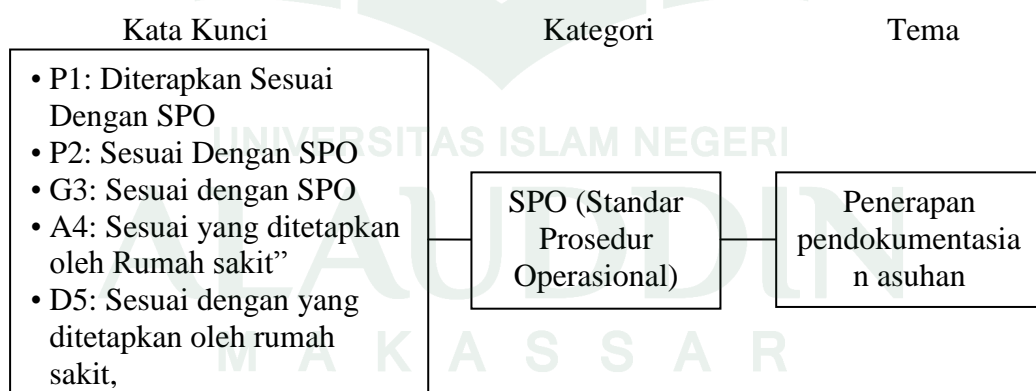 Kata Kunci
Kategori
Tema
• P1: Diterapkan Sesuai
Dengan SPO
• P2: Sesuai Dengan SPO
• G3: Sesuai dengan SPO
• A4: Sesuai yang ditetapkan
oleh Rumah sakit”
• D5: Sesuai dengan yang
ditetapkan oleh rumah
sakit,
SPO (Standar
Prosedur
Operasional)
Penerapan
pendokumentasia
n asuhan
UNIVERSITAS ISLAM NEGERI
ALAUDDIN
MAKASSAR